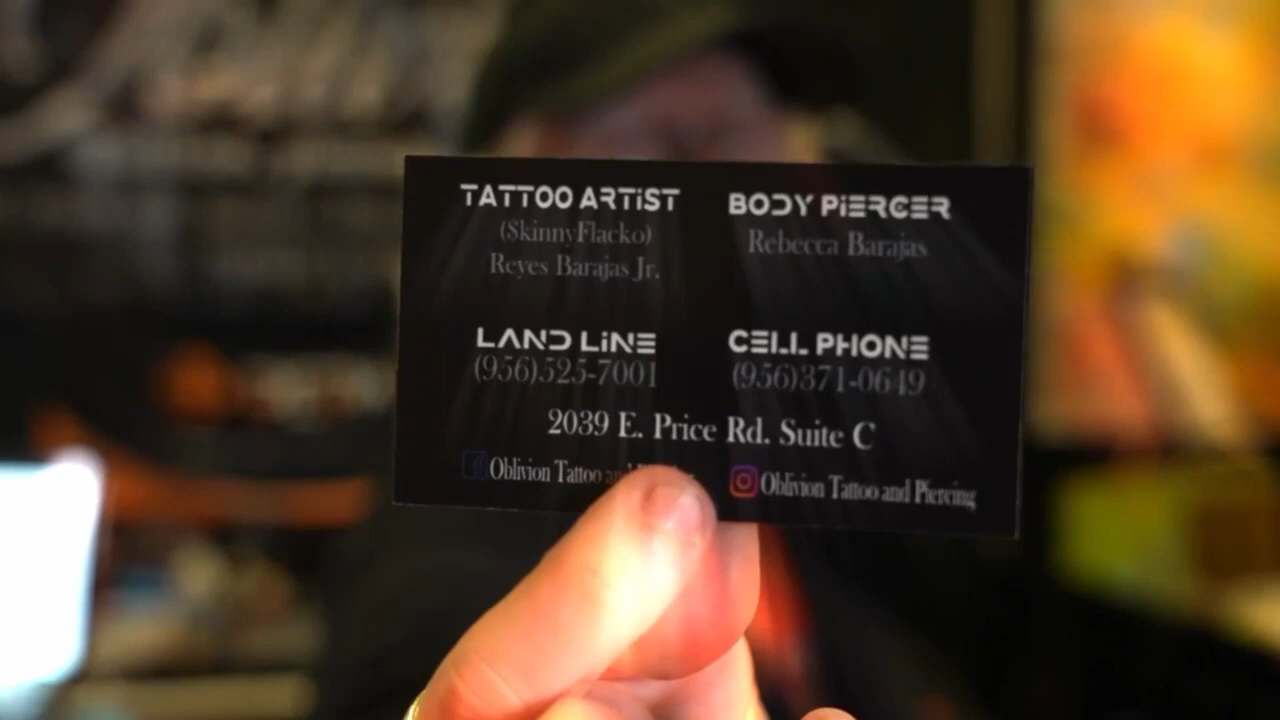 TATTOO ARTiST
(SkinnyFlacko)
Reyes Barajas Jr.
BODY PiERCER
Rebecca Barajas
LAND LiNE
(956)525-7001
CELL PHONE
(956)371-0649
2039 E. Price Rd. Suite C
Oblivion Tattoo and
Oblivion Tattoo and Piercing